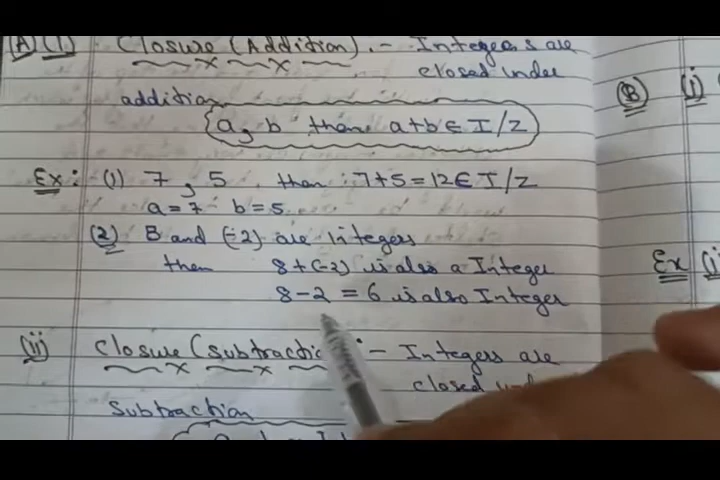 (A) (i) Closure (Addition) :- Integers are
closed under
addition
a, b then a+b ∈ I/Z
Ex: (1) 7, 5 then 7+5 = 12 ∈ I/Z
a = 7 b = 5
(2) 8 and (-2) are integers
then 8+(-2) is also a Integer
8-2 = 6 is also Integer
(ii) Closure (Subtractio :- Integers are
closed und
Subtraction
(B) (i)
Ex (i